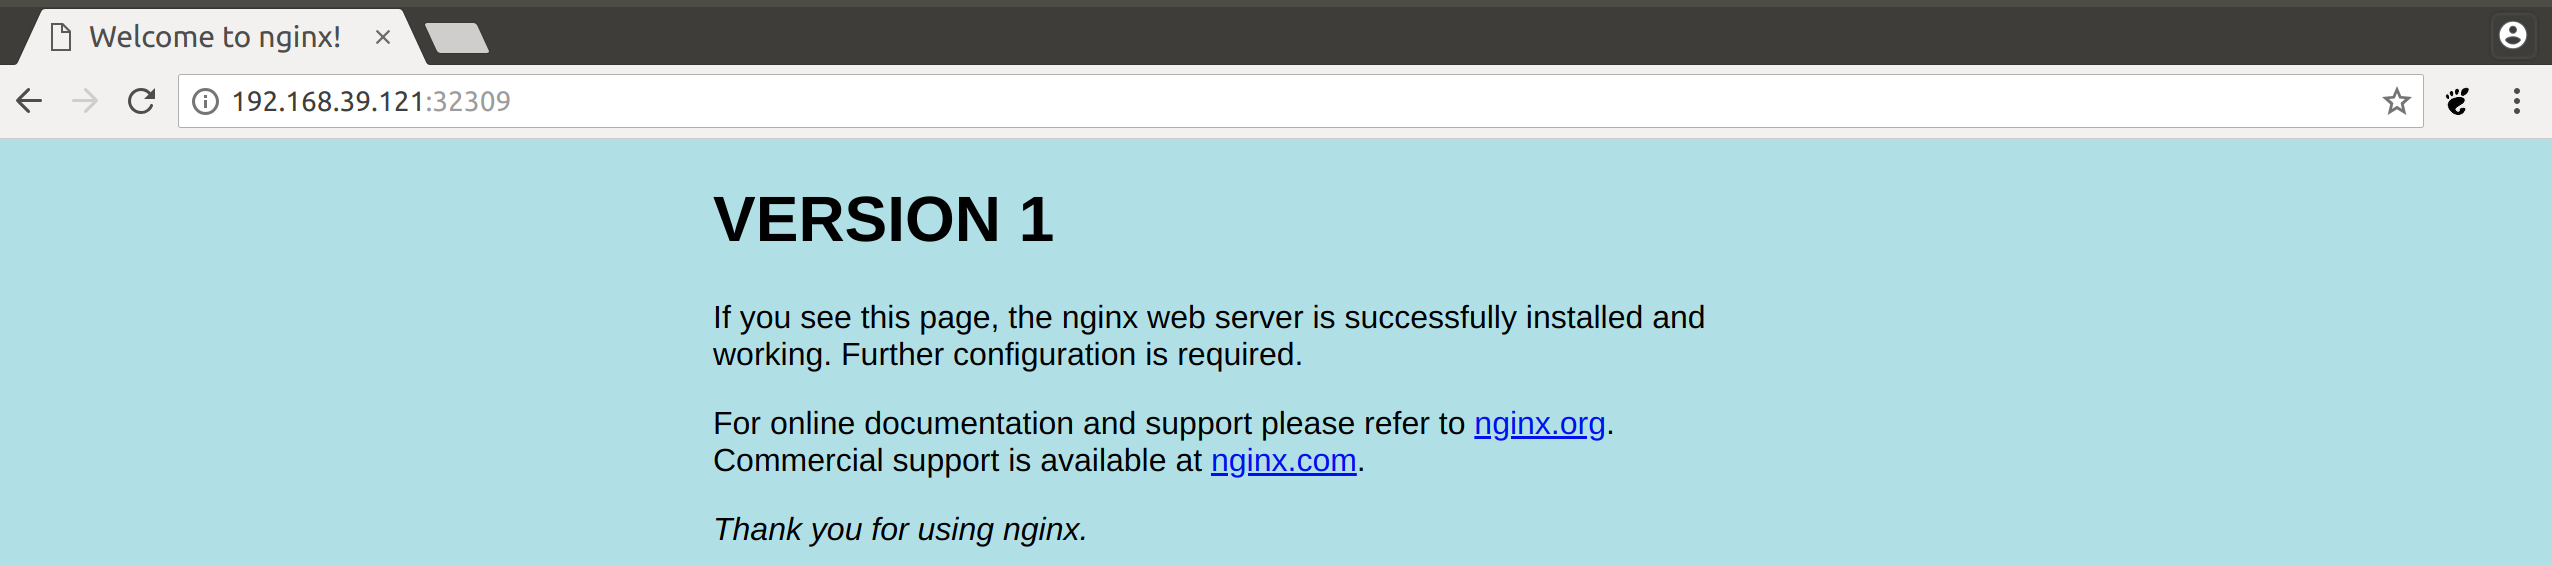 Welcome to nginx!
192.168.39.121:32309
VERSION 1
If you see this page, the nginx web server is successfully installed and
working. Further configuration is required.
For online documentation and support please refer to nginx.org.
Commercial support is available at nginx.com.
Thank you for using nginx.